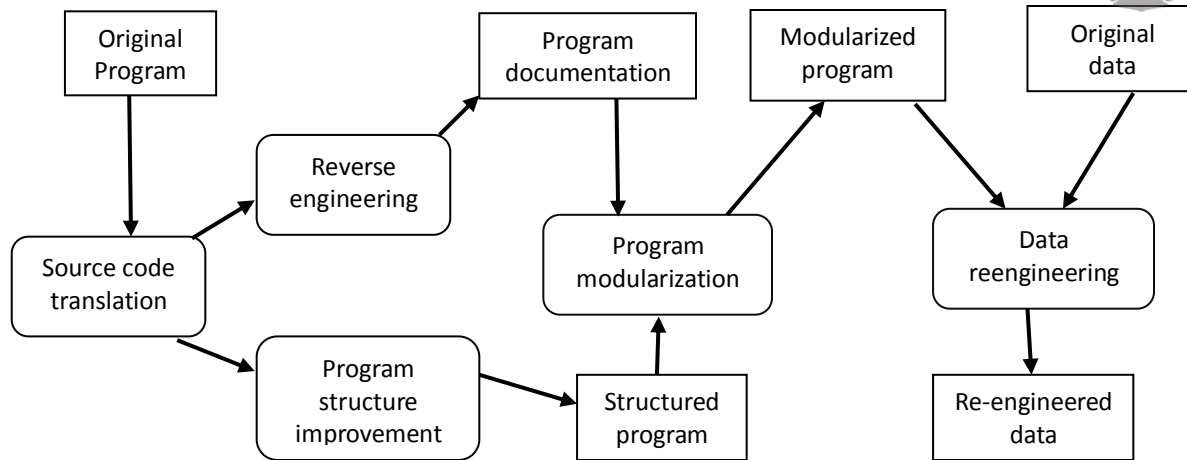 Original
Program
Program
documentation
Modularized
program
Original
data
Reverse
engineering
Source code
translation
Program
modularization
Data
reengineering
Program
structure
improvement
Structured
program
Re-engineered
data